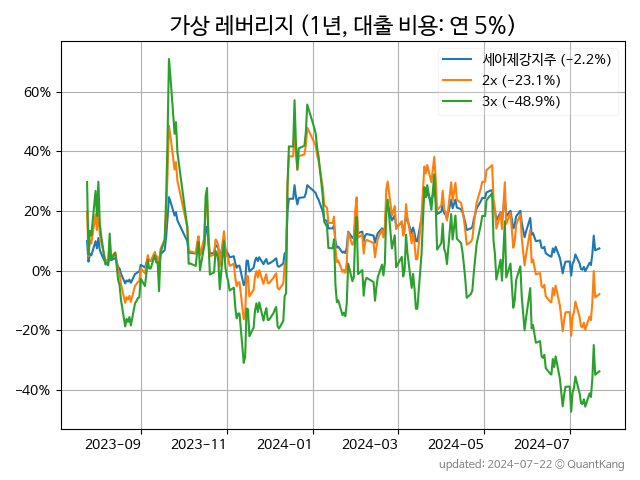 가상 레버리지 (1년, 대출 비용: 연 5%)
세아제강지주 (−2.2%)
2x (−23.1%)
3x (−48.9%)
60%
40%
20%
0%
−20%
−40%
2023-09
2023-11
2024-01
2024-03
2024-05
2024-07
updated: 2024-07-22 © QuantKang